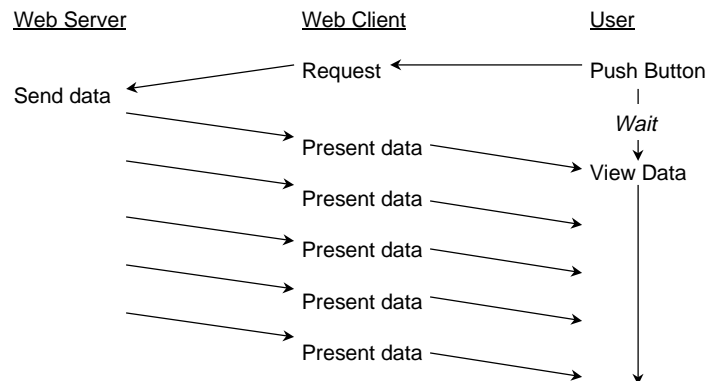 Web Server Web Client User
Request Push Button
Send data
Wait
Present data
View Data
Present data
Present data
Present data
Present data